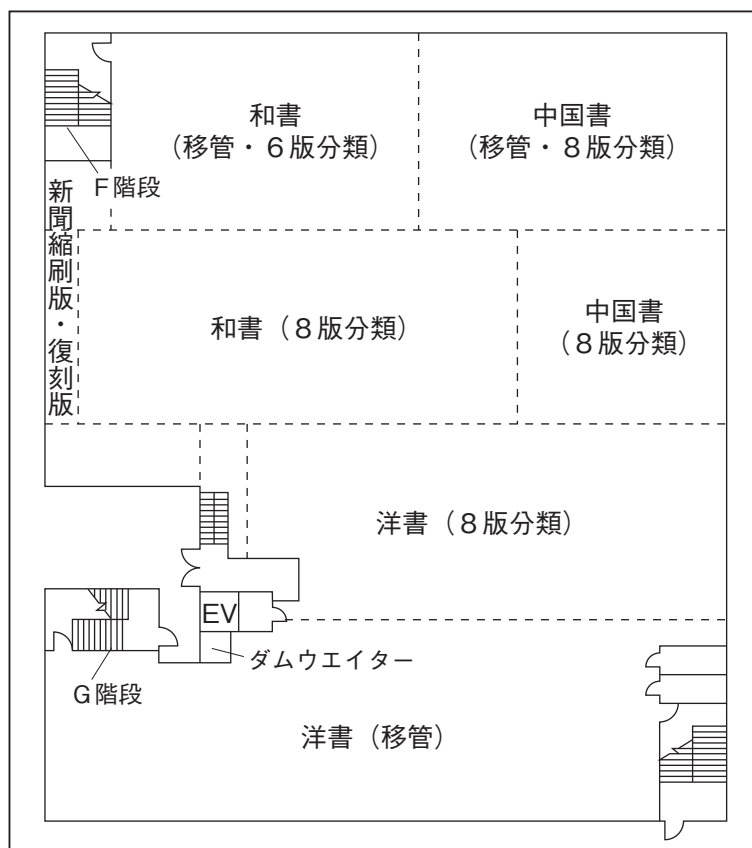 和書
（移管・６版分類）
中国書
（移管・８版分類）
Ｆ階段
新聞縮刷版・復刻版
和書（８版分類）
中国書
（８版分類）
洋書（８版分類）
EV
ダムウエイター
Ｇ階段
洋書（移管）